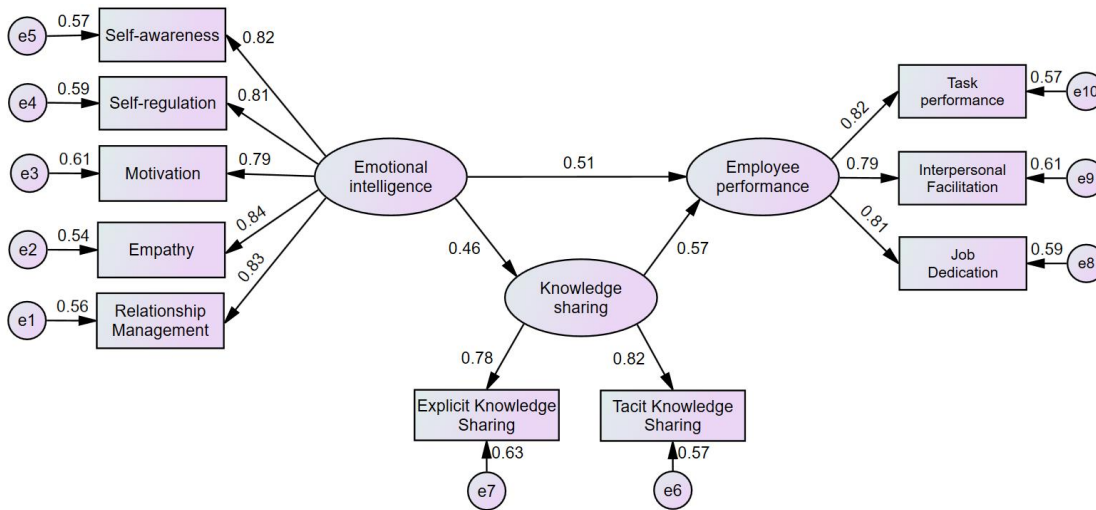 e5
0.57
Self-awareness
0.82
e4
0.59
Self-regulation
0.81
e3
0.61
Motivation
0.79
e2
0.54
Empathy
0.84
e1
0.56
Relationship
Management
0.83
Emotional
intelligence
0.51
0.46
Knowledge
sharing
0.57
0.78
Explicit Knowledge
Sharing
0.63
e7
0.82
Tacit Knowledge
Sharing
0.57
e6
Employee
performance
0.82
Task
performance
0.57
e10
0.79
Interpersonal
Facilitation
0.61
e9
0.81
Job
Dedication
0.59
e8